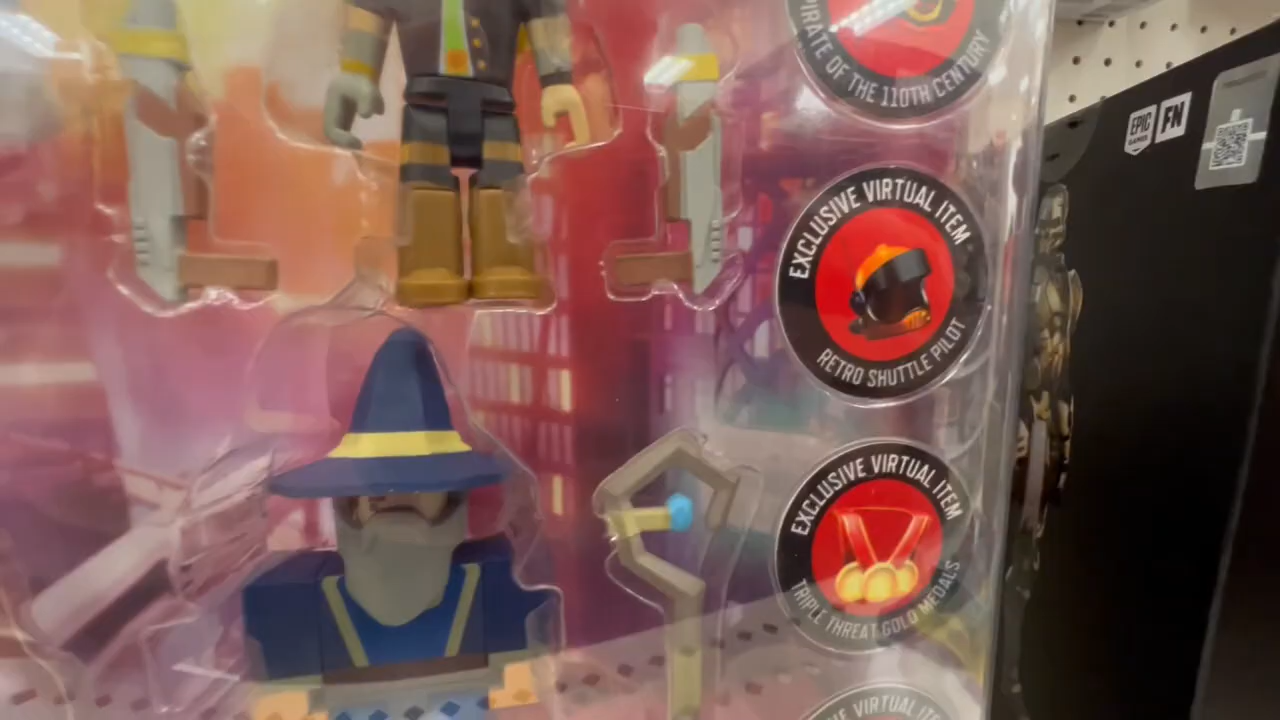 PIRATE OF THE 110TH CENTURY
EPIC
GAMES
FN
EXCLUSIVE VIRTUAL ITEM
RETRO SHUTTLE PILOT
EXCLUSIVE VIRTUAL ITEM
TRIPLE THREAT GOLD MEDALS
VIRTUAL